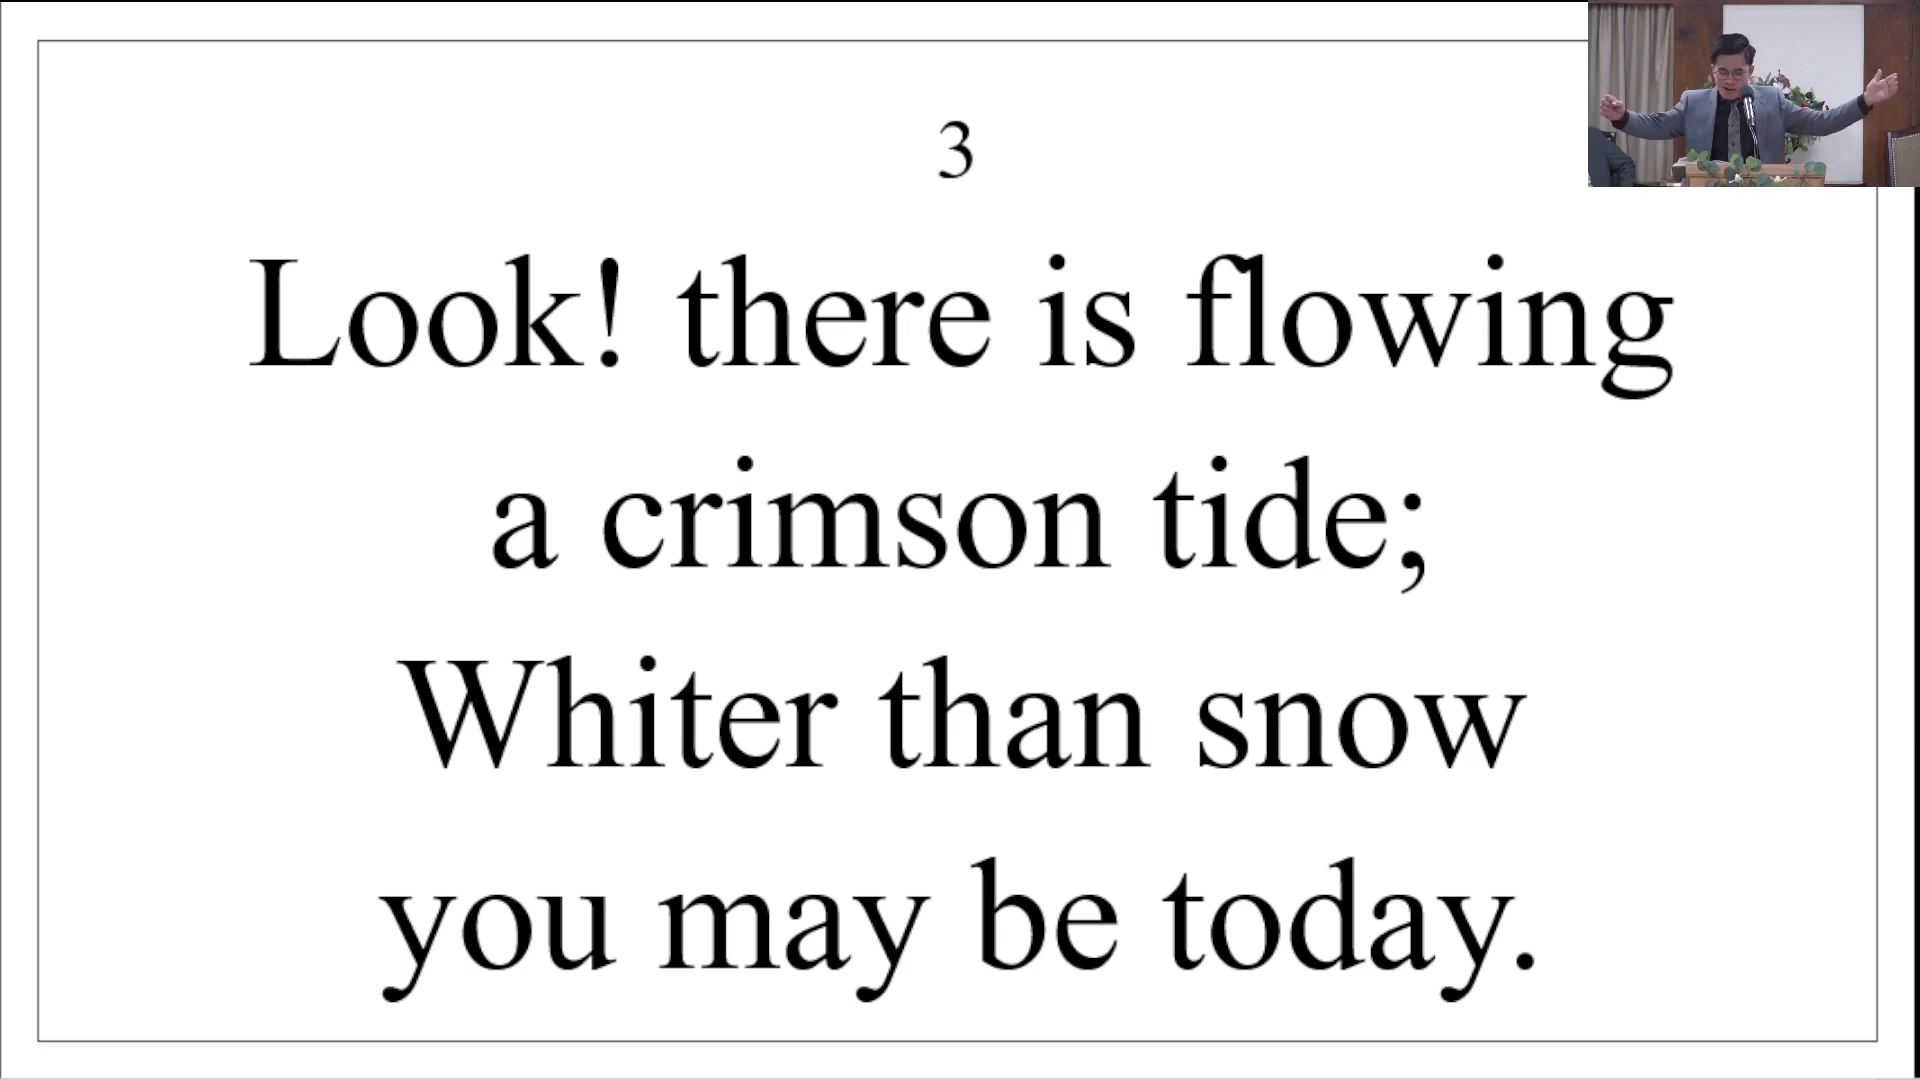 3
Look! there is flowing
a crimson tide;
Whiter than snow
you may be today.